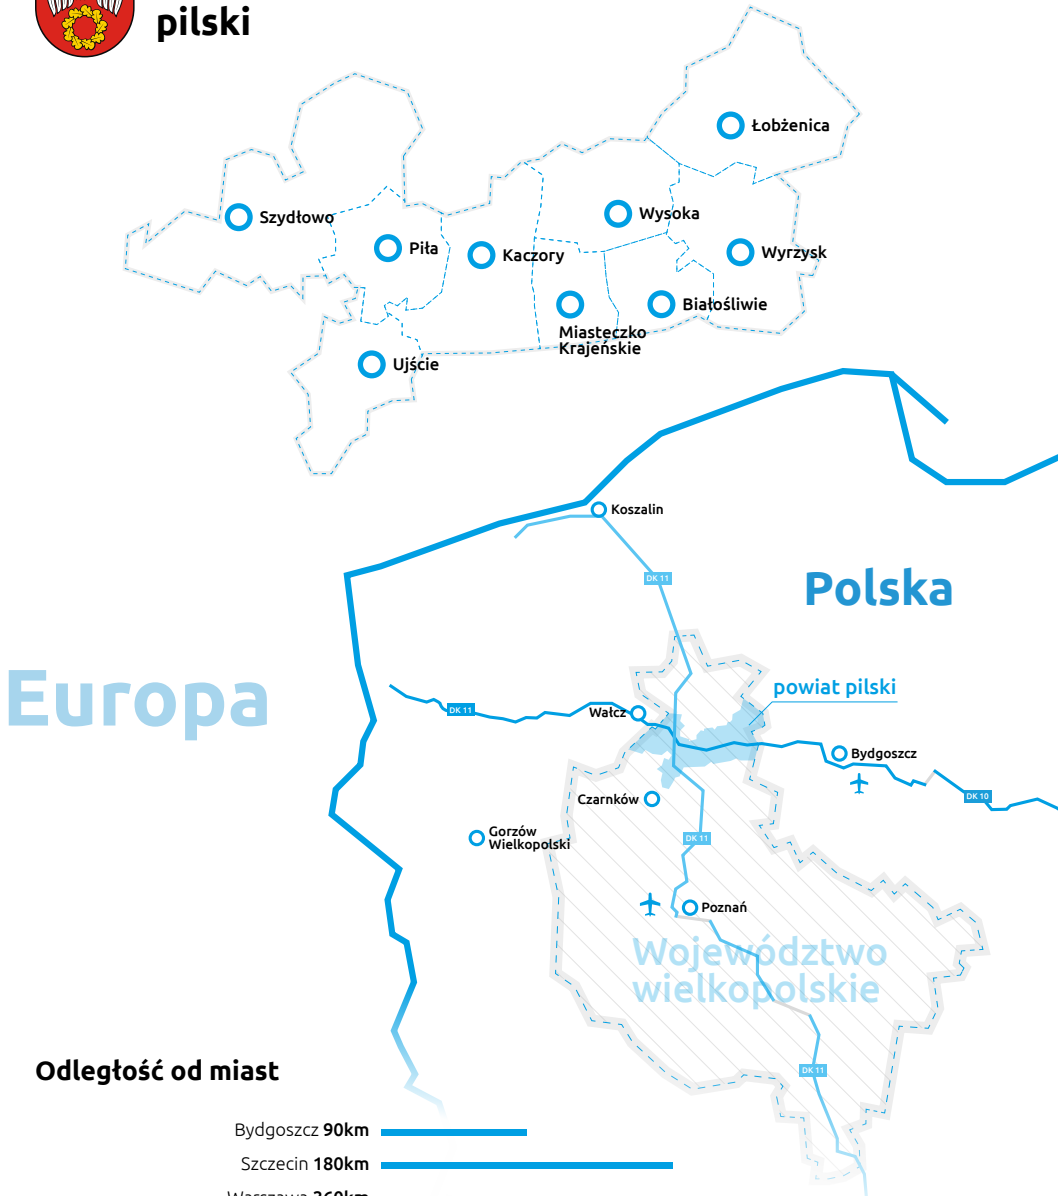 pilski
Łobżenica
Szydłowo
Wysoka
Piła
Kaczory
Wyrzysk
Białośliwie
Miasteczko
Krajeńskie
Ujście
Koszalin
DK 11
Polska
Europa
powiat pilski
DK 11
Wałcz
Bydgoszcz
Czarnków
DK 10
Gorzów
Wielkopolski
DK 11
Poznań
Województwo
wielkopolskie
DK 11
Odległość od miast
Bydgoszcz 90km
Szczecin 180km